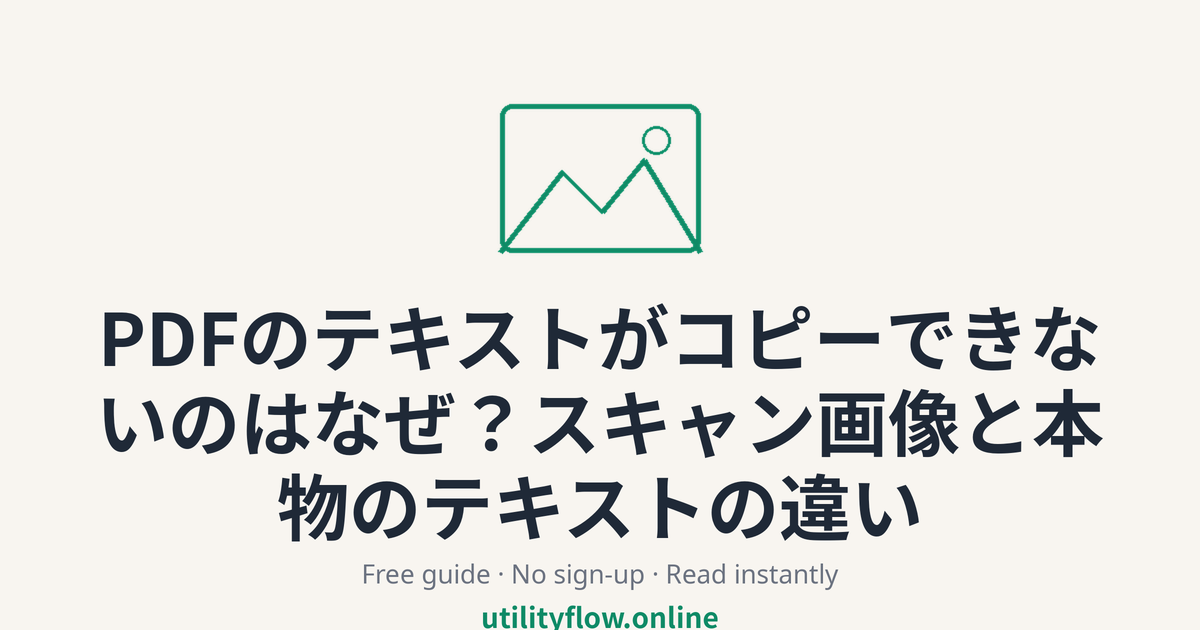 PDFのテキストがコピーできな
いのはなぜ？スキャン画像と本
物のテキストの違い
Free guide · No sign-up · Read instantly
utilityflow.online